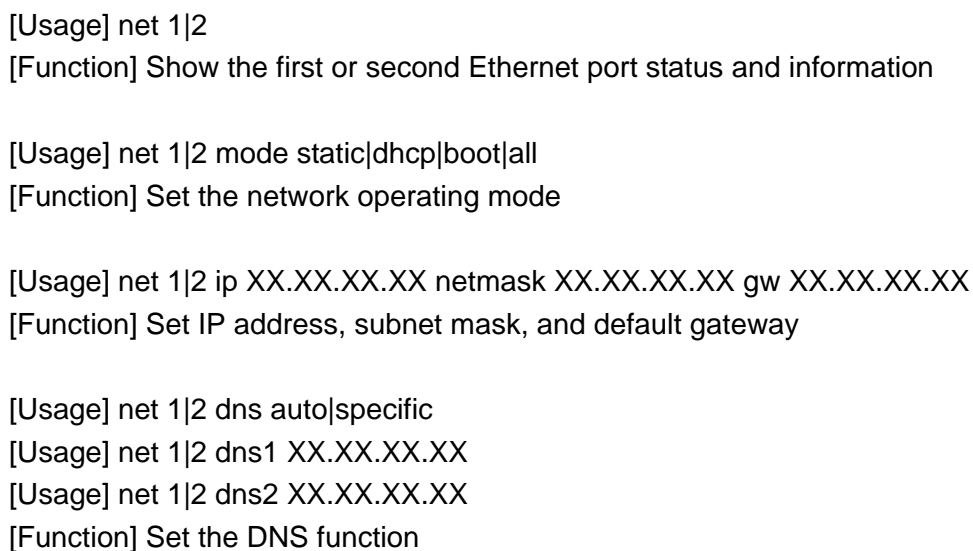 [Usage] net 1|2
[Function] Show the first or second Ethernet port status and information
[Usage] net 1|2 mode static|dhcp|boot|all
[Function] Set the network operating mode
[Usage] net 1|2 ip XX.XX.XX.XX netmask XX.XX.XX.XX gw XX.XX.XX.XX
[Function] Set IP address, subnet mask, and default gateway
[Usage] net 1|2 dns auto|specific
[Usage] net 1|2 dns1 XX.XX.XX.XX
[Usage] net 1|2 dns2 XX.XX.XX.XX
[Function] Set the DNS function